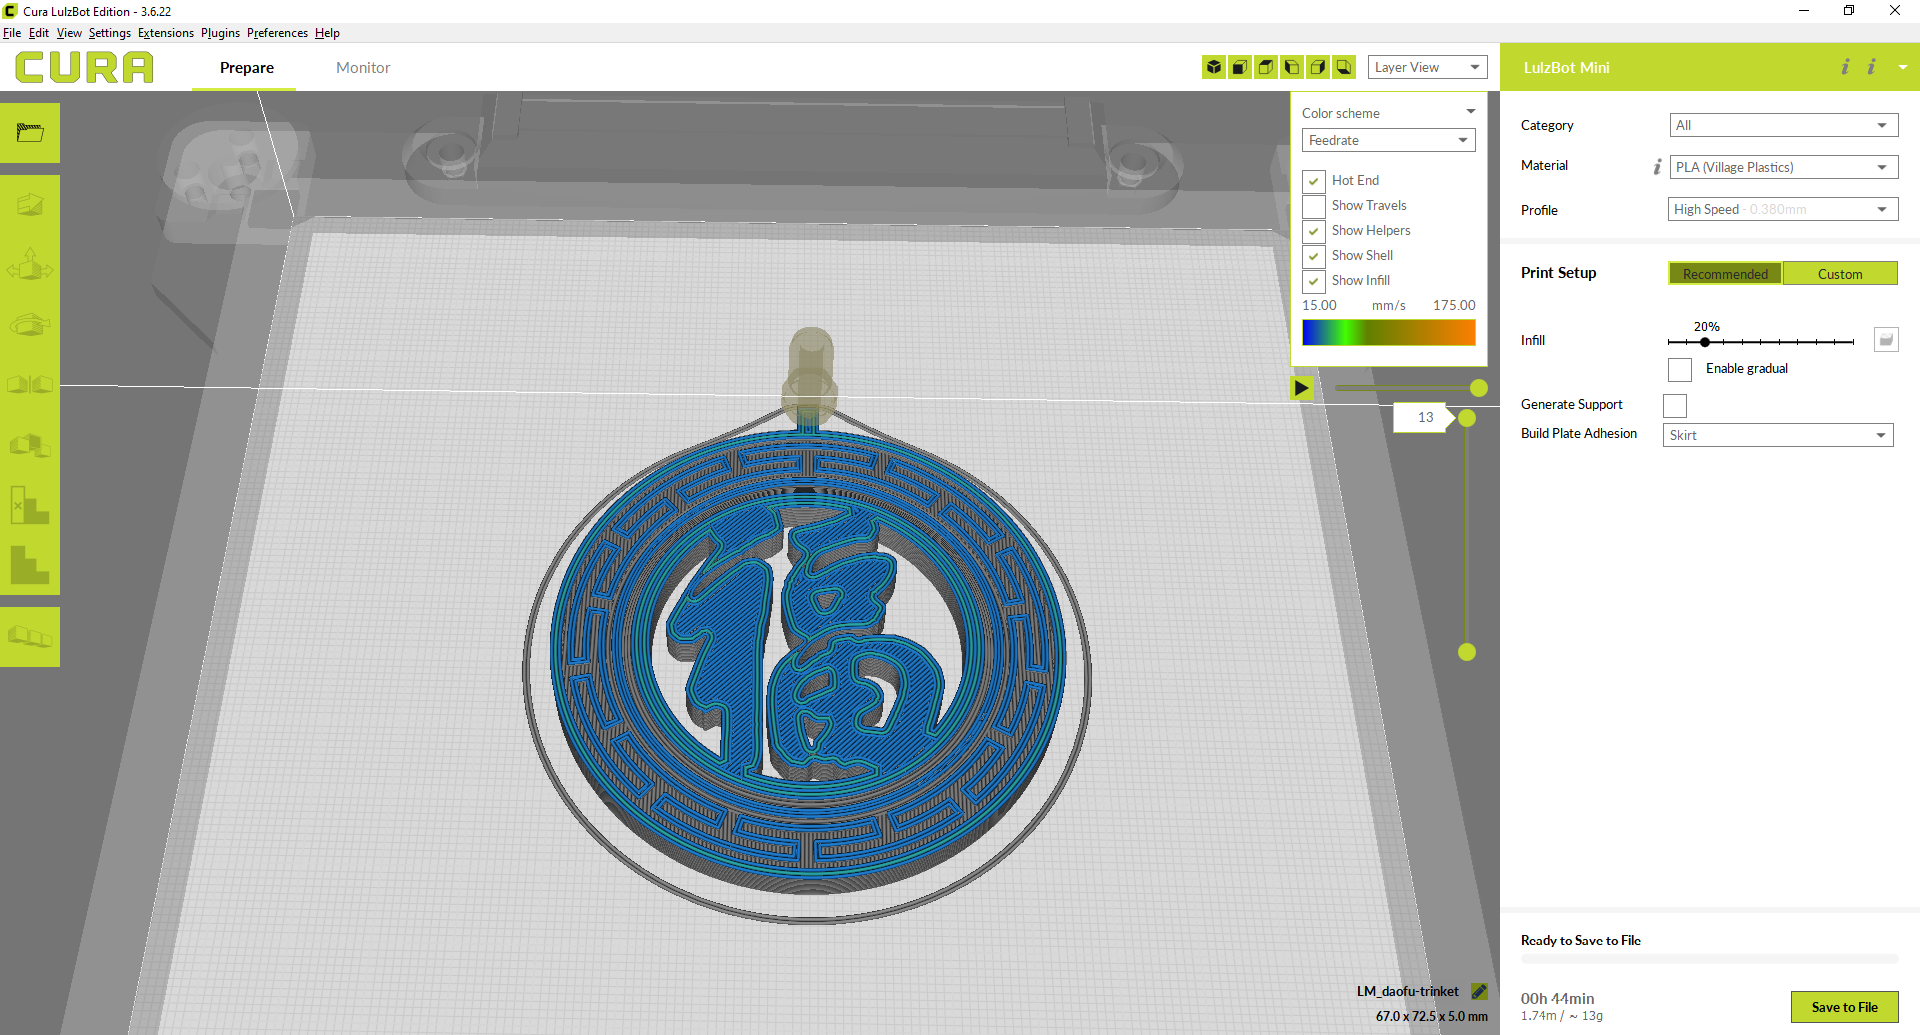 Cura LulzBot Edition - 3.6.22
File Edit View Settings Extensions Plugins Preferences Help
CURA
Prepare
Monitor
Layer View
LulzBot Mini
Color scheme
Feedrate
Hot End
Show Travels
Show Helpers
Show Shell
Show Infill
15.00 mm/s 175.00
13
福
Category
All
Material
PLA (Village Plastics)
Profile
High Speed - 0.380mm
Print Setup
Recommended
Custom
20%
Infill
Enable gradual
Generate Support
Build Plate Adhesion
Skirt
LM_daofu-trinket
67.0 x 72.5 x 5.0 mm
Ready to Save to File
00h 44min
1.74m / ~ 13g
Save to File